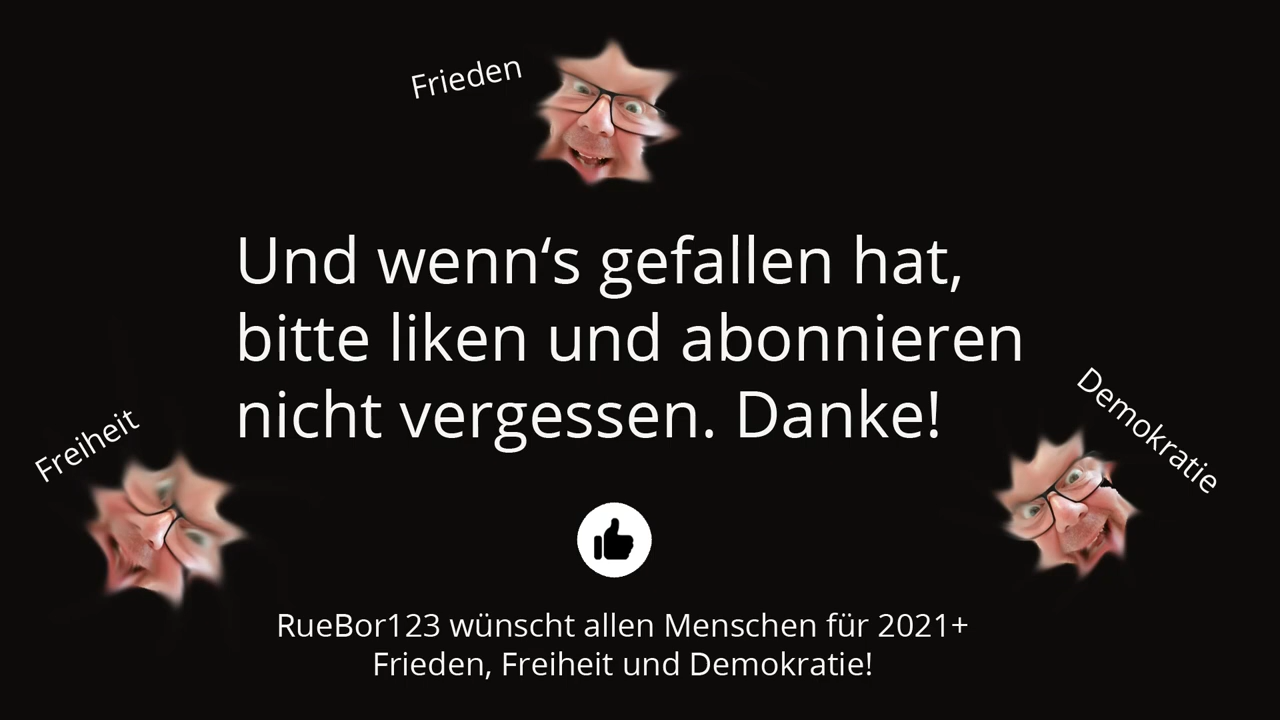 Frieden
Und wenn‘s gefallen hat,
bitte liken und abonnieren
nicht vergessen. Danke!
Freiheit
Demokratie
RueBor123 wünscht allen Menschen für 2021+
Frieden, Freiheit und Demokratie!